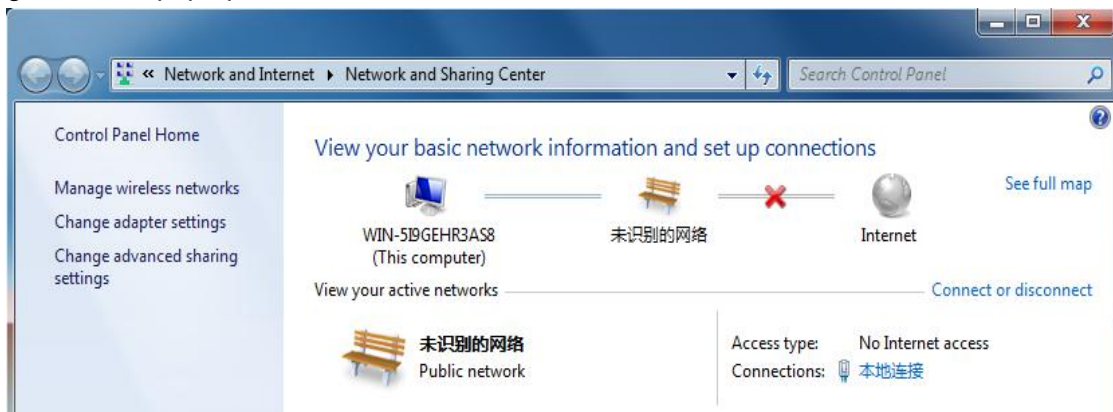 « Network and Internet ▸ Network and Sharing Center
Search Control Panel
Control Panel Home
Manage wireless networks
Change adapter settings
Change advanced sharing
settings
View your basic network information and set up connections
See full map
WIN-5I9GEHR3AS8
(This computer)
未识别的网络
Internet
View your active networks
Connect or disconnect
未识别的网络
Public network
Access type: No Internet access
Connections: 本地连接